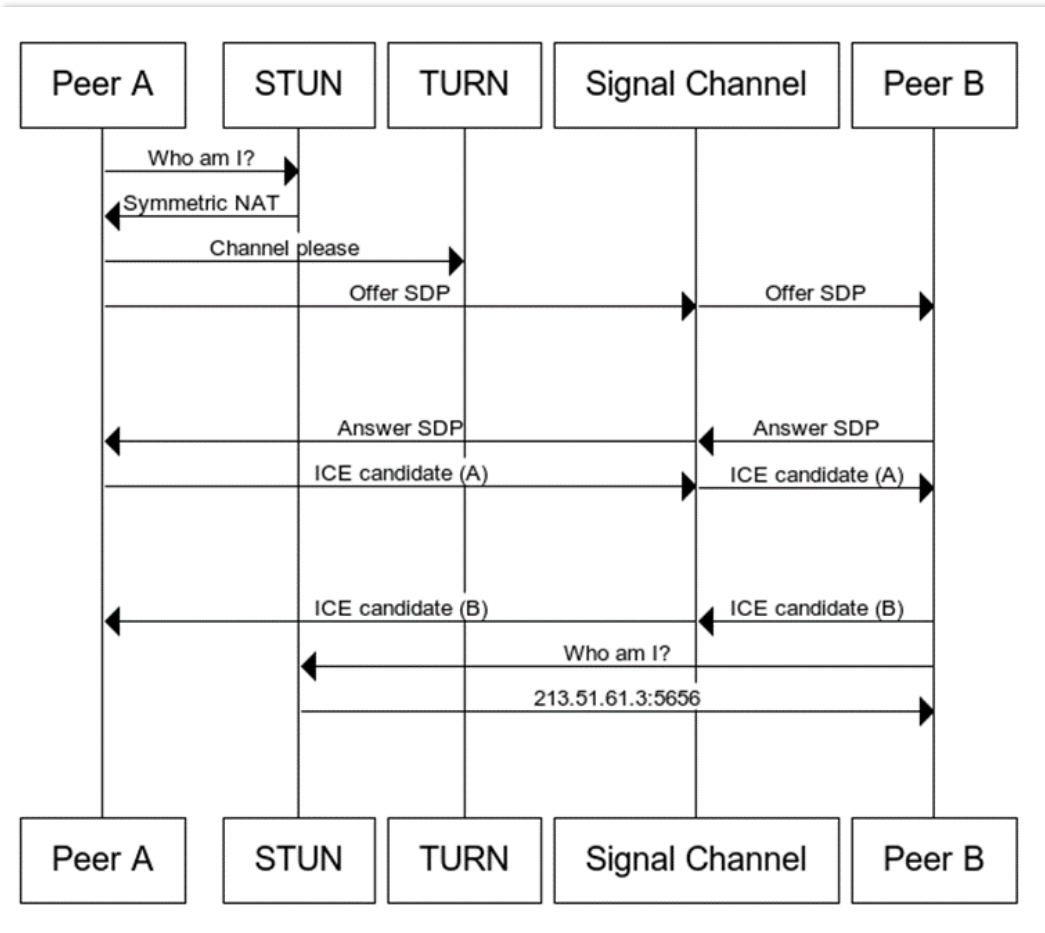 Peer A
STUN
TURN
Signal Channel
Peer B
Who am I?
Symmetric NAT
Channel please
Offer SDP
Offer SDP
Answer SDP
Answer SDP
ICE candidate (A)
ICE candidate (A)
ICE candidate (B)
ICE candidate (B)
Who am I?
213.51.61.3:5656
Peer A
STUN
TURN
Signal Channel
Peer B